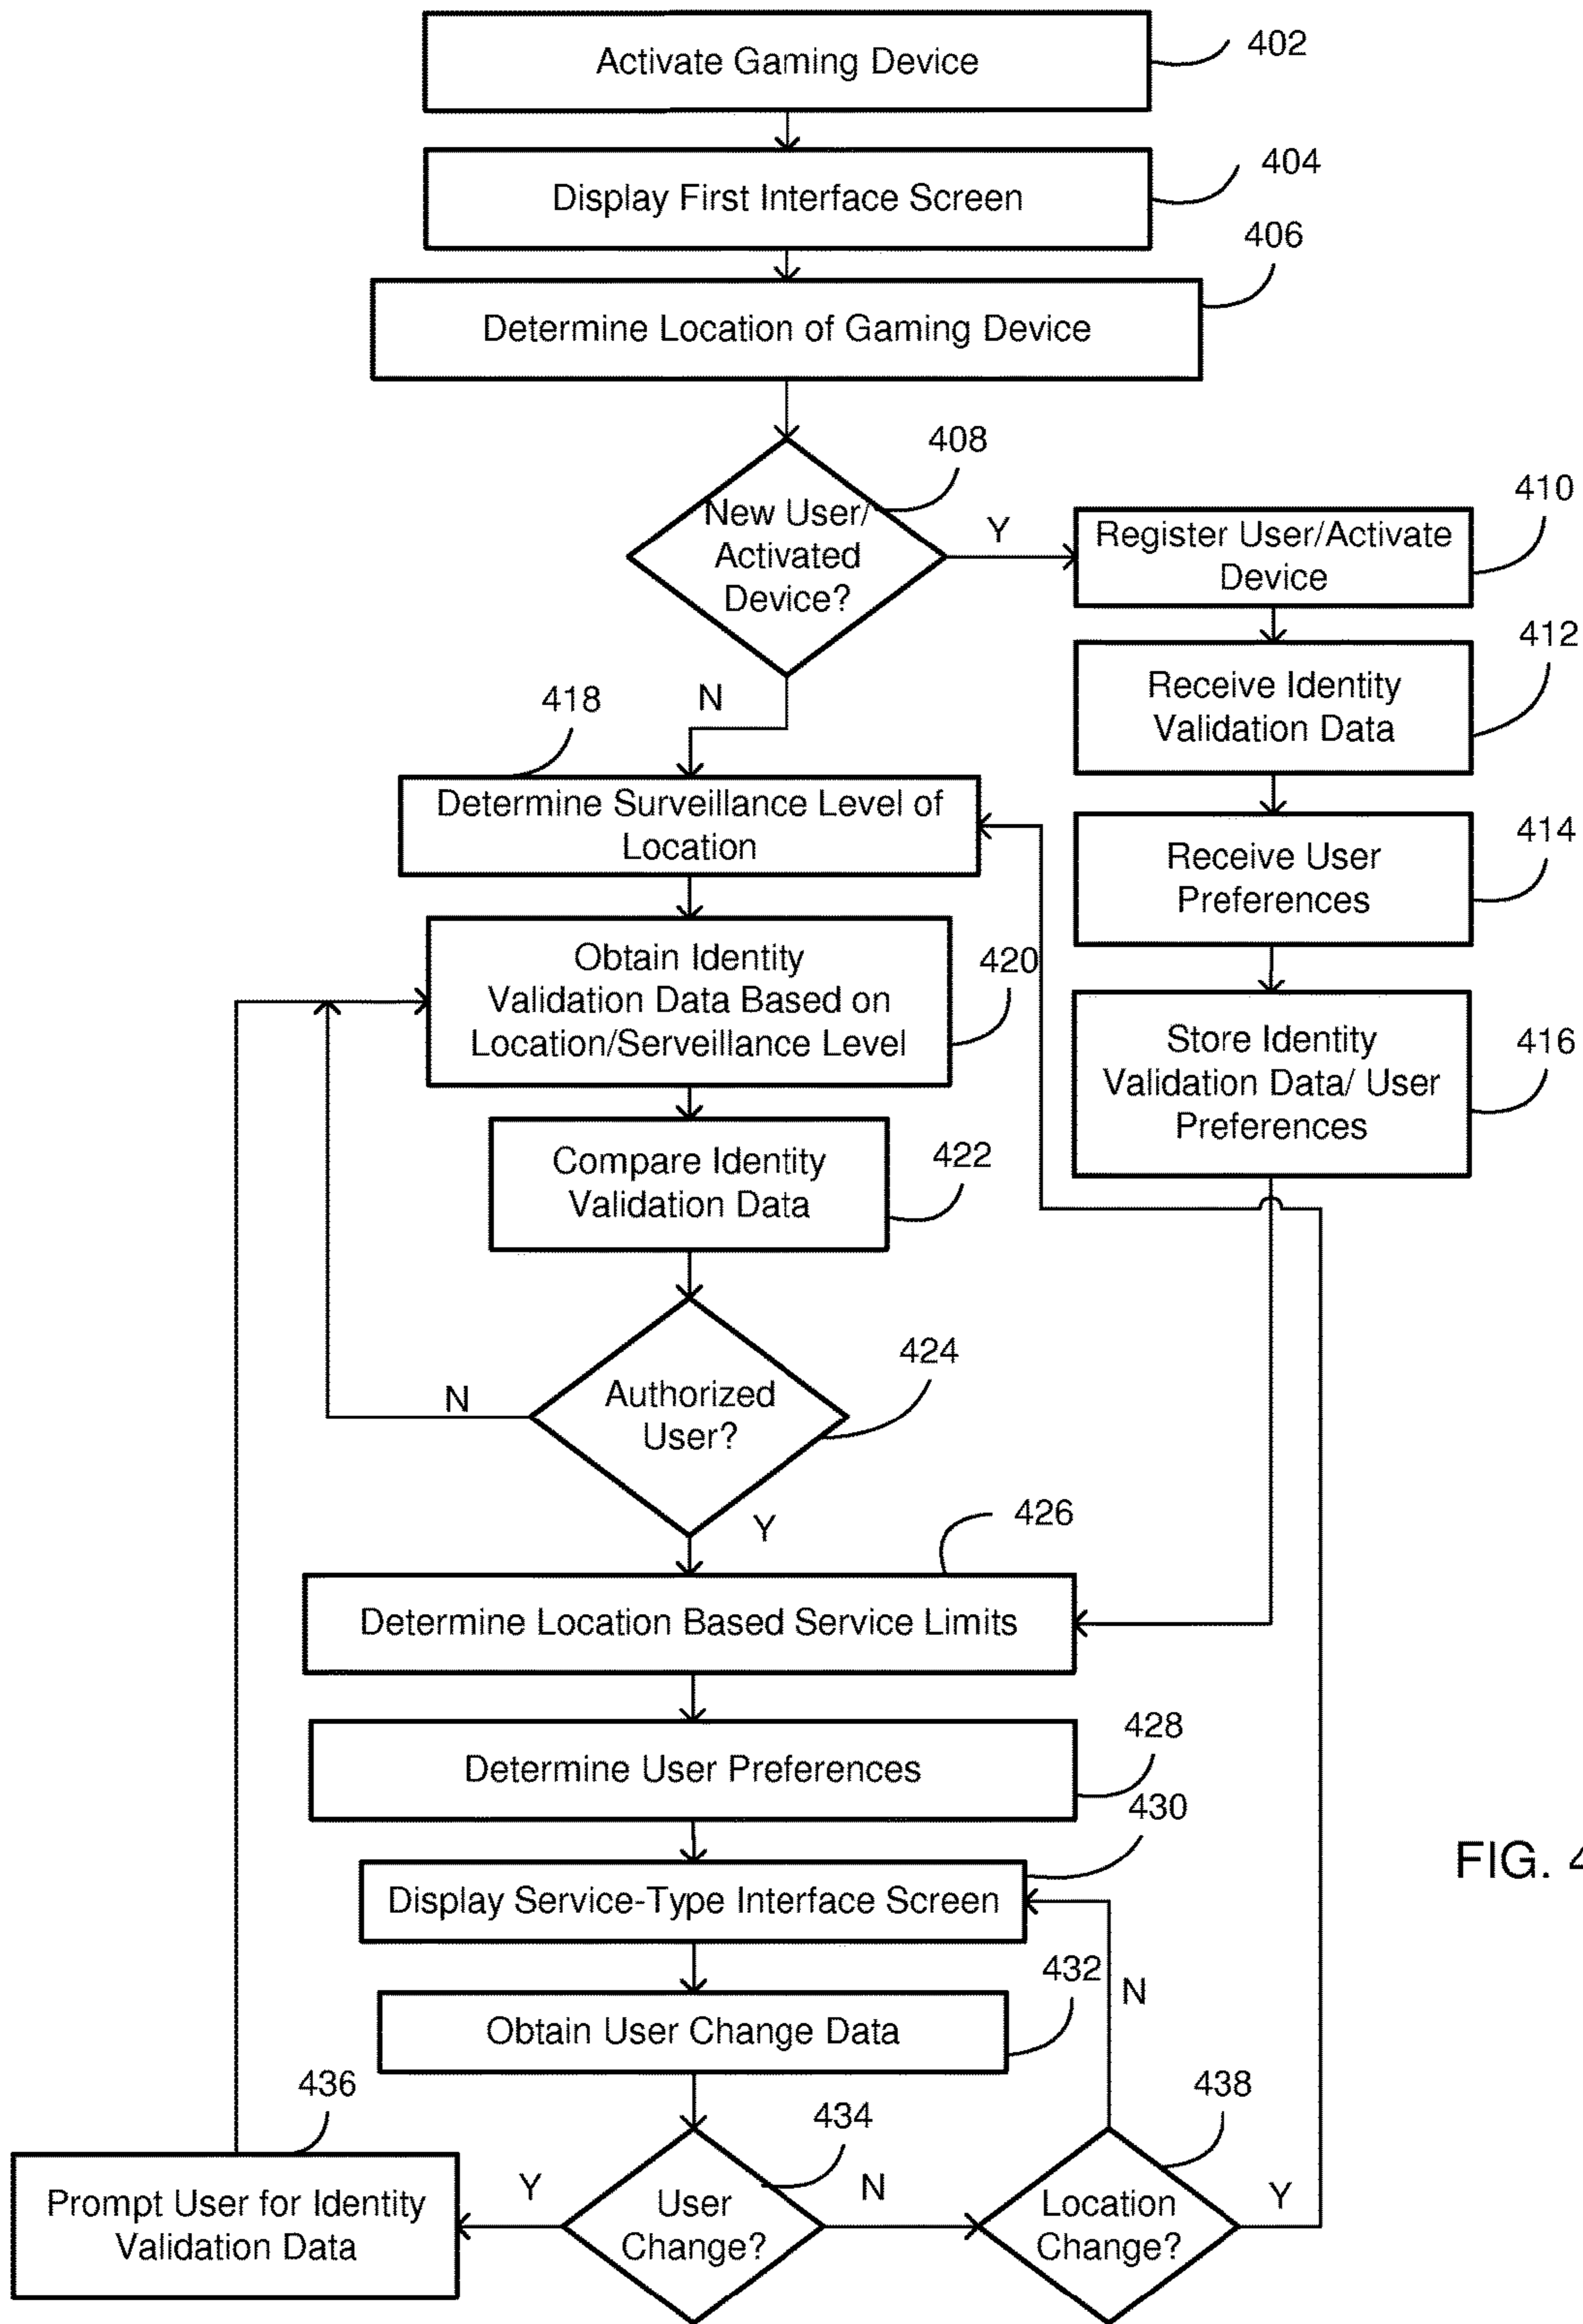 Activate Gaming Device
402
Display First Interface Screen
404
406
Determine Location of Gaming Device
408
New User/
Activated
Device?
Y
410
Register User/Activate
Device
412
Receive Identity
Validation Data
N
418
Determine Surveillance Level of
Location
414
Receive User
Preferences
420
Obtain Identity
Validation Data Based on
Location/Serveillance Level
416
Store Identity
Validation Data/ User
Preferences
422
Compare Identity
Validation Data
424
Authorized
User?
N
Y
426
Determine Location Based Service Limits
428
Determine User Preferences
430
Display Service-Type Interface Screen
FIG. 4
432
N
Obtain User Change Data
436
434
438
Prompt User for Identity
Validation Data
Y
User
Change?
N
Location
Change?
Y